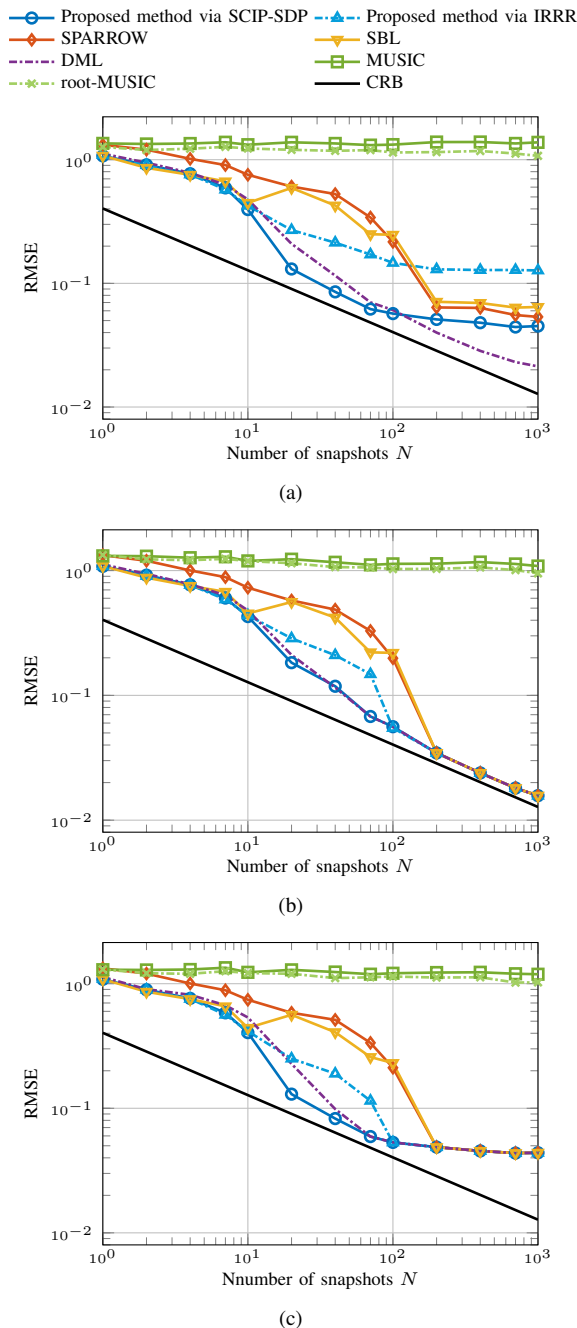 Proposed method via SCIP-SDP Proposed method via IRRR
SPARROW SBL
DML MUSIC
root-MUSIC CRB
10^0
10^−1
10^−2
RMSE
10^0 10^1 10^2 10^3
Number of snapshots N
(a)
10^0
10^−1
10^−2
RMSE
10^0 10^1 10^2 10^3
Number of snapshots N
(b)
10^0
10^−1
10^−2
RMSE
10^0 10^1 10^2 10^3
Nnumber of snapshots N
(c)